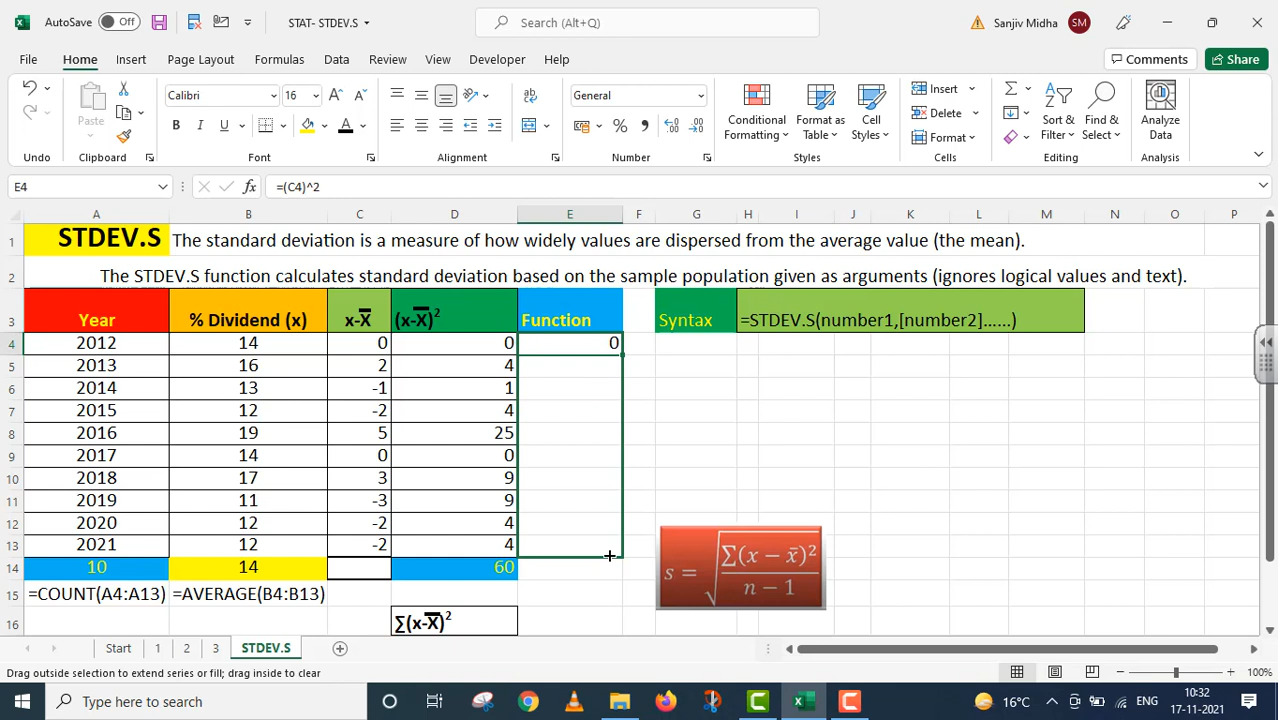 AutoSave Off STAT- STDEV.S Search (Alt+Q) Sanjiv Midha SM
File Home Insert Page Layout Formulas Data Review View Developer Help Comments Share
Calibri 16 General
Paste Conditional Formatting Format as Table Cell Styles Insert Delete Format Sort & Filter Find & Select Analyze Data
Undo Clipboard Font Alignment Number Styles Cells Editing Analysis
E4 fx =(C4)^2
A B C D E F G H I J K L M N O P
1 STDEV.S The standard deviation is a measure of how widely values are dispersed from the average value (the mean).
2 The STDEV.S function calculates standard deviation based on the sample population given as arguments (ignores logical values and text).
3 Year % Dividend (x) x-X̅ (x-X̅)² Function Syntax =STDEV.S(number1,[number2]......)
4 2012 14 0 0 0
5 2013 16 2 4
6 2014 13 -1 1
7 2015 12 -2 4
8 2016 19 5 25
9 2017 14 0 0
10 2018 17 3 9
11 2019 11 -3 9
12 2020 12 -2 4
13 2021 12 -2 4
s = √(∑(x − x̄)² / n − 1)
14 10 14 60
15 =COUNT(A4:A13) =AVERAGE(B4:B13)
16 ∑(x-X̅)²
Start 1 2 3 STDEV.S
Drag outside selection to extend series or fill; drag inside to clear 100%
Type here to search 16°C ENG 10:32
17-11-2021